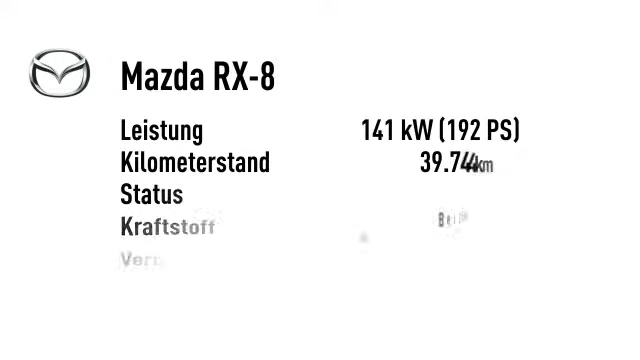 Mazda RX-8
Leistung 141 kW (192 PS)
Kilometerstand
Status
Kraftstoff